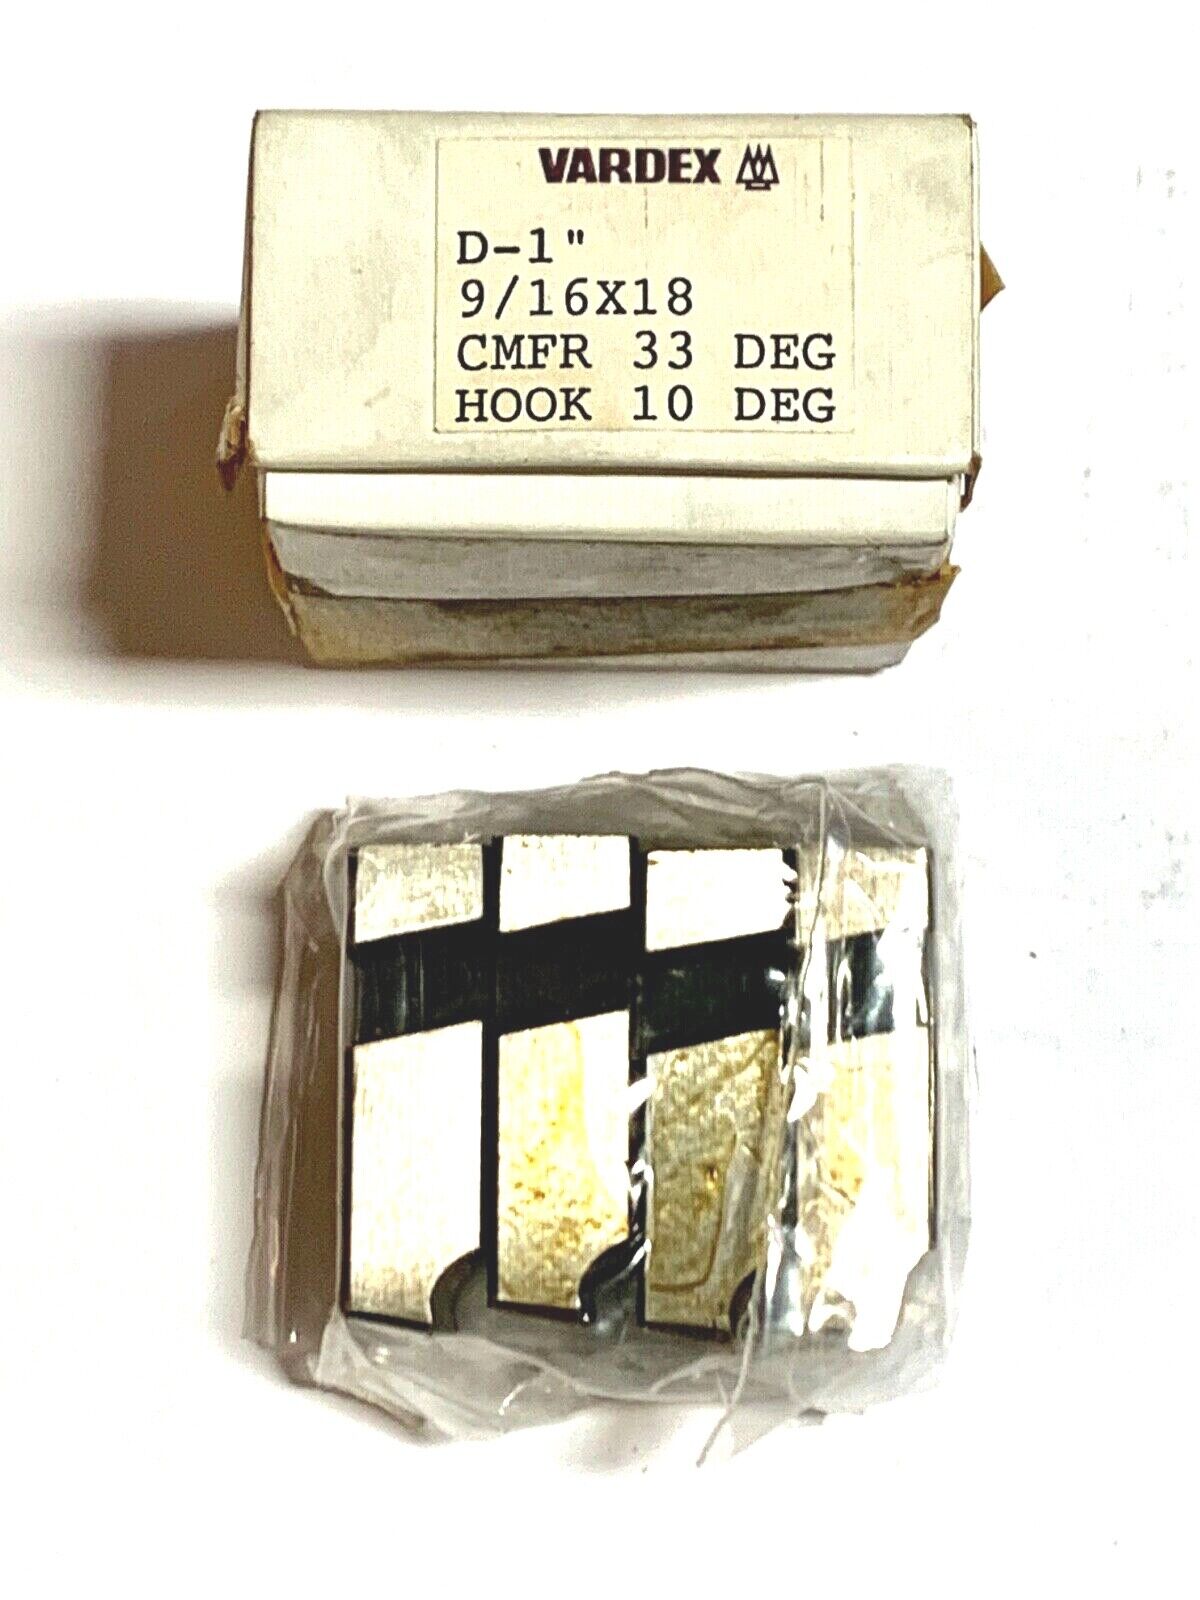 VARDEX
D-1"
9/16X18
CMFR 33 DEG
HOOK 10 DEG